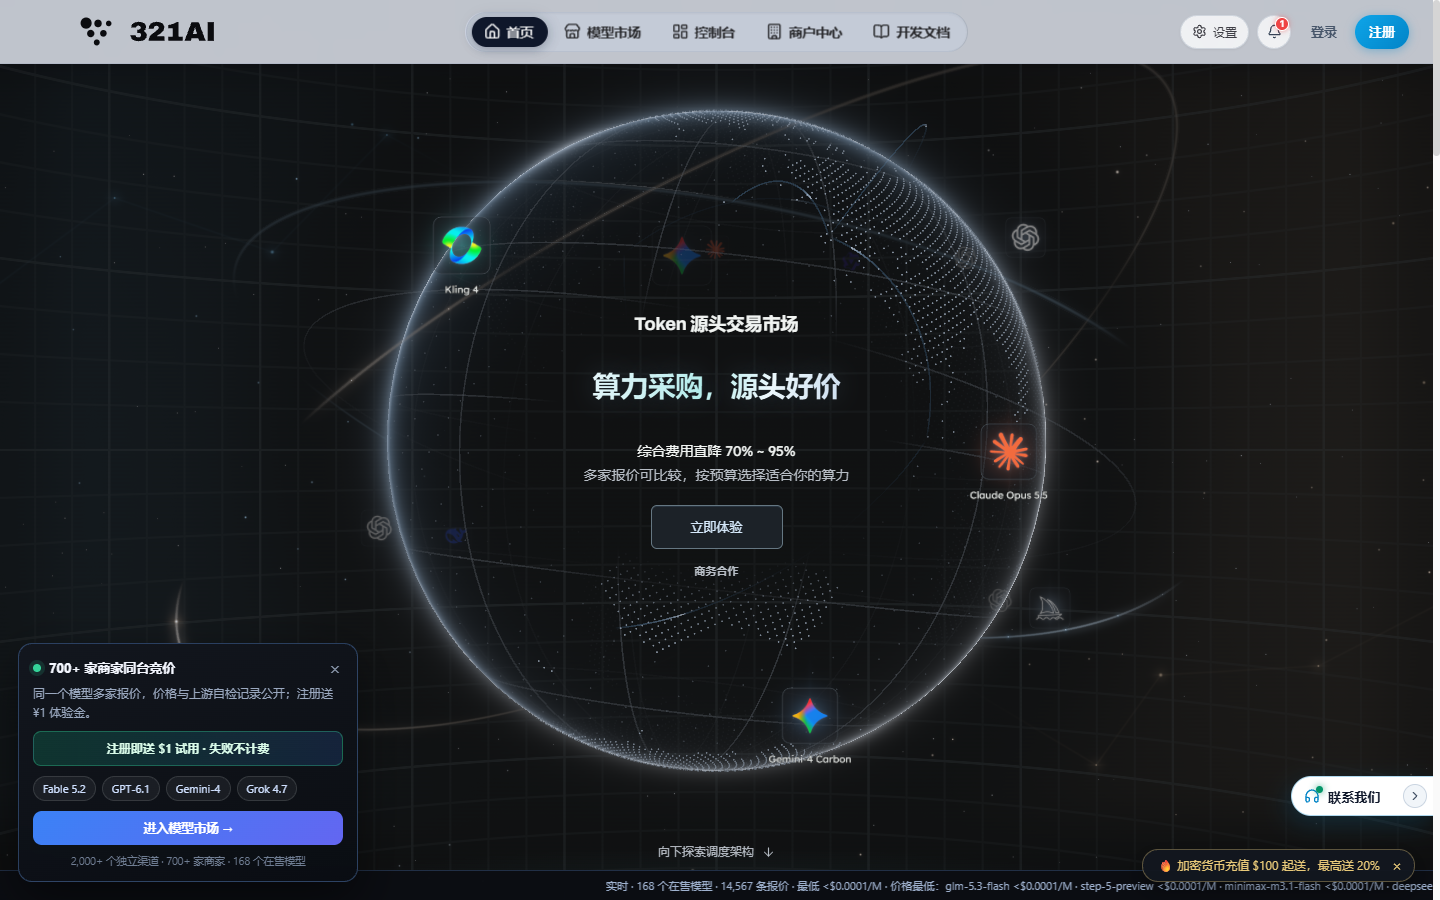 321AI
首页
模型市场
控制台
商户中心
开发文档
设置
1
登录
注册
Kling 4
Token 源头交易市场
算力采购，源头好价
综合费用直降 70% ~ 95%
多家报价可比较，按预算选择适合你的算力
Claude Opus 5.5
立即体验
商务合作
700+ 家商家同台竞价
同一个模型多家报价，价格与上游自检记录公开；注册送
¥1 体验金。
注册即送 $1 试用 · 失败不计费
Fable 5.2
GPT-6.1
Gemini-4
Grok 4.7
进入模型市场 →
2,000+ 个独立渠道 · 700+ 家商家 · 168 个在售模型
Gemini 4 Carbon
联系我们
向下探索调度架构 ↓
加密货币充值 $100 起送，最高送 20%
实时 · 168 个在售模型 · 14,567 条报价 · 最低 <$0.0001/M · 价格最低：glm-5.3-flash <$0.0001/M · step-5-preview <$0.0001/M · minimax-m3.1-flash <$0.0001/M · deepsee